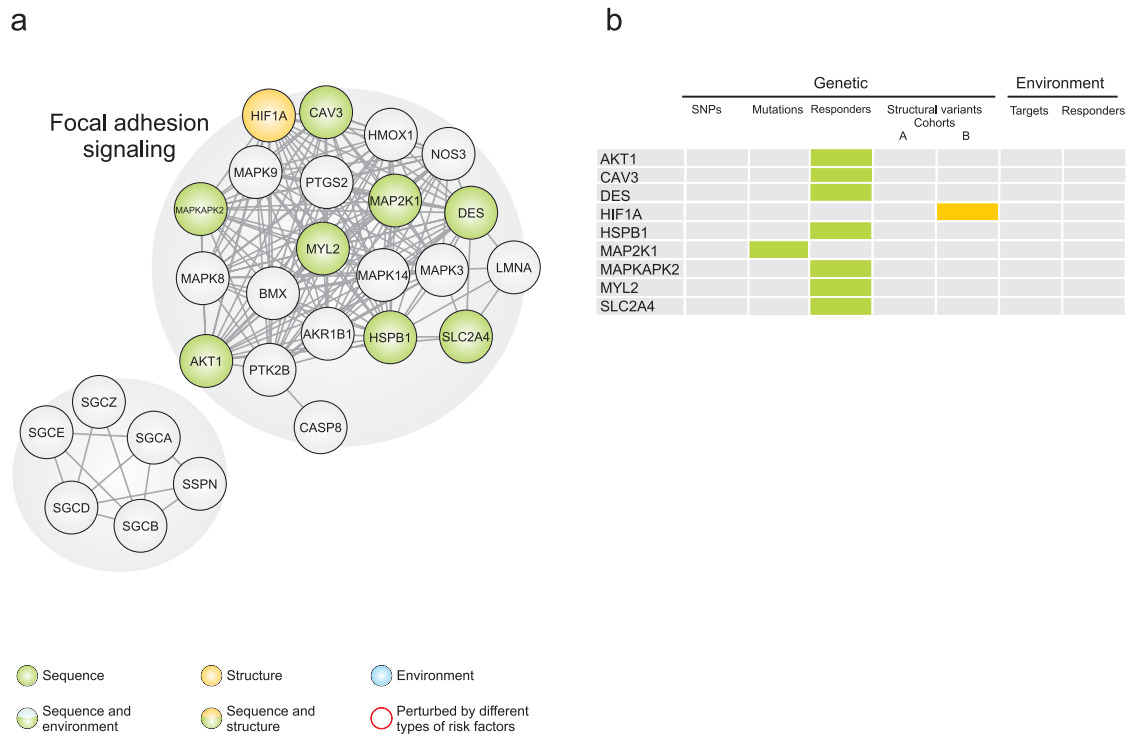 a
Focal adhesion
signaling
HIF1A
CAV3
HMOX1
NOS3
MAPK9
PTGS2
MAP2K1
MAPKAPK2
DES
MYL2
MAPK8
BMX
MAPK14
MAPK3
LMNA
AKR1B1
HSPB1
SLC2A4
AKT1
PTK2B
CASP8
SGCZ
SGCE
SGCA
SSPN
SGCD
SGCB
Sequence
Structure
Environment
Sequence and
environment
Sequence and
structure
Perturbed by different
types of risk factors
b
Genetic
Environment
SNPs
Mutations
Responders
Structural variants
Cohorts
A
B
Targets
Responders
AKT1
CAV3
DES
HIF1A
HSPB1
MAP2K1
MAPKAPK2
MYL2
SLC2A4